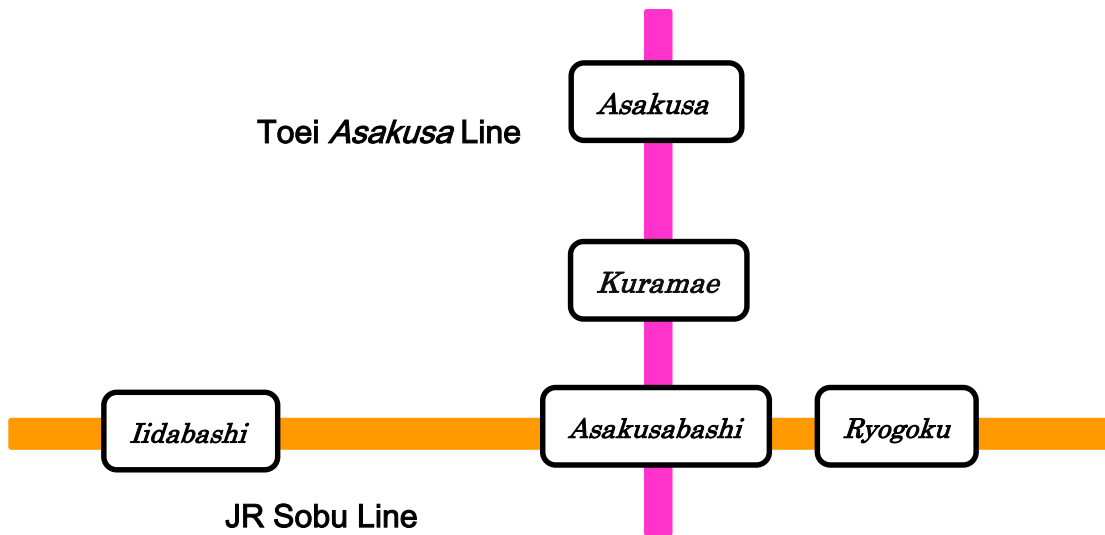 Asakusa
Toei Asakusa Line
Kuramae
Iidabashi
Asakusabashi
Ryogoku
JR Sobu Line